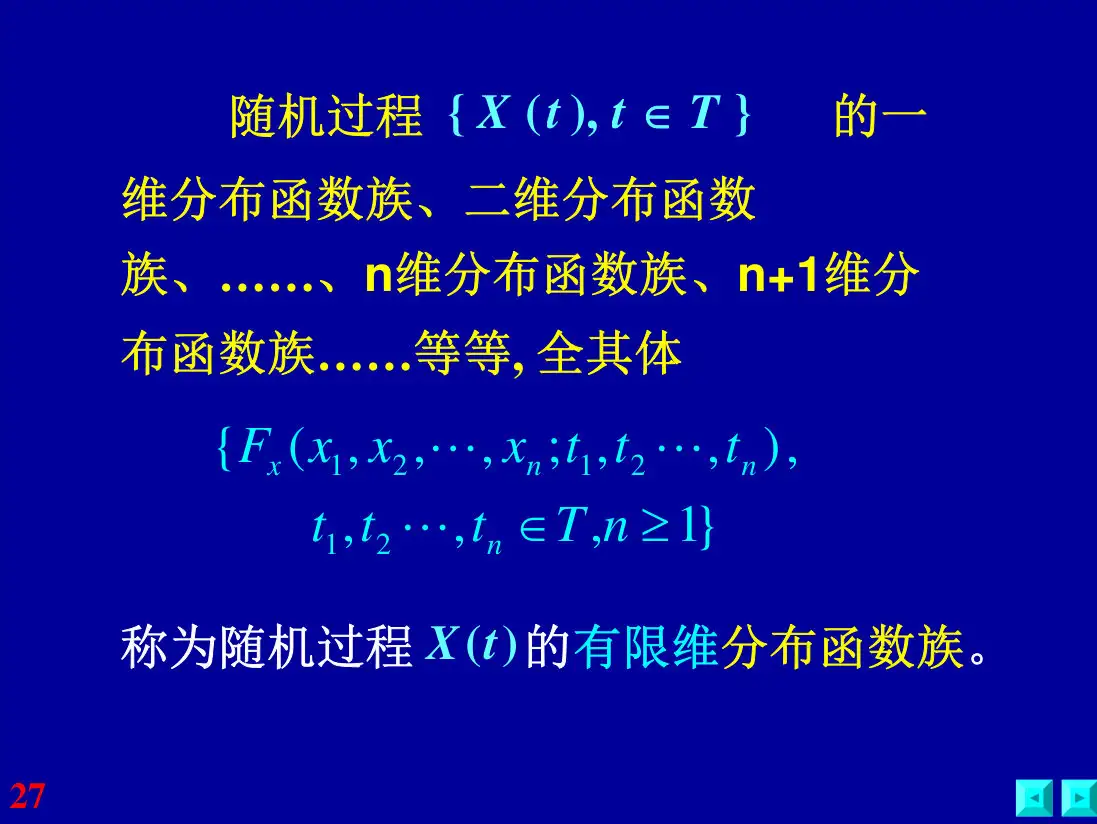 随机过程 { X (t), t ∈ T } 的一
维分布函数族、二维分布函数
族、……、n维分布函数族、n+1维分
布函数族……等等, 全其体
{F_x(x_1, x_2, ⋯, x_n; t_1, t_2 ⋯, t_n),
t_1, t_2 ⋯, t_n ∈ T, n ≥ 1}
称为随机过程 X(t) 的有限维分布函数族。
27